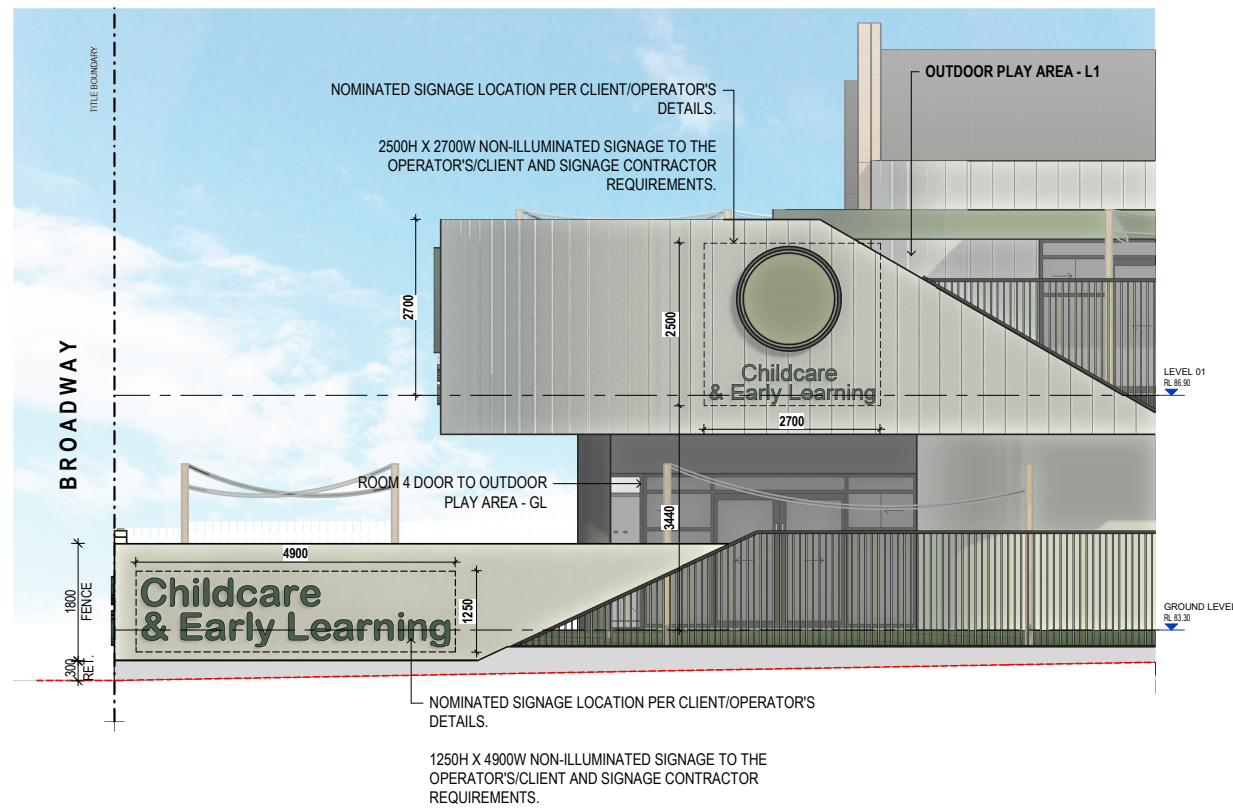 TITLE BOUNDARY
OUTDOOR PLAY AREA - L1
NOMINATED SIGNAGE LOCATION PER CLIENT/OPERATOR'S
DETAILS.
2500H X 2700W NON-ILLUMINATED SIGNAGE TO THE
OPERATOR'S/CLIENT AND SIGNAGE CONTRACTOR
REQUIREMENTS.
2700
2500
Childcare
& Early Learning
2700
LEVEL 01
RL 86.90
BROADWAY
ROOM 4 DOOR TO OUTDOOR
PLAY AREA - GL
3440
4900
Childcare
& Early Learning
1250
1800
FENCE
300
RET.
GROUND LEVEL
RL 83.30
NOMINATED SIGNAGE LOCATION PER CLIENT/OPERATOR'S
DETAILS.
1250H X 4900W NON-ILLUMINATED SIGNAGE TO THE
OPERATOR'S/CLIENT AND SIGNAGE CONTRACTOR
REQUIREMENTS.